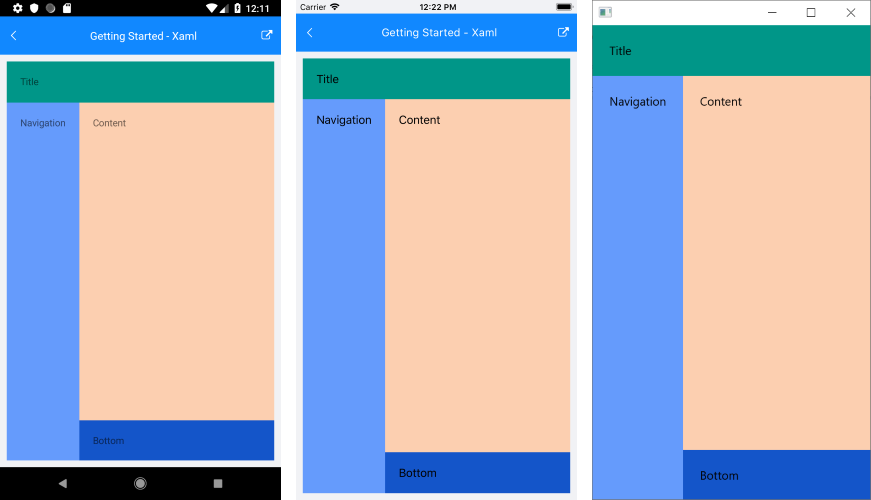 12:11
Getting Started - Xaml
Title
Navigation
Content
Bottom
Carrier
12:22 PM
Getting Started - Xaml
Title
Navigation
Content
Bottom
Title
Navigation
Content
Bottom